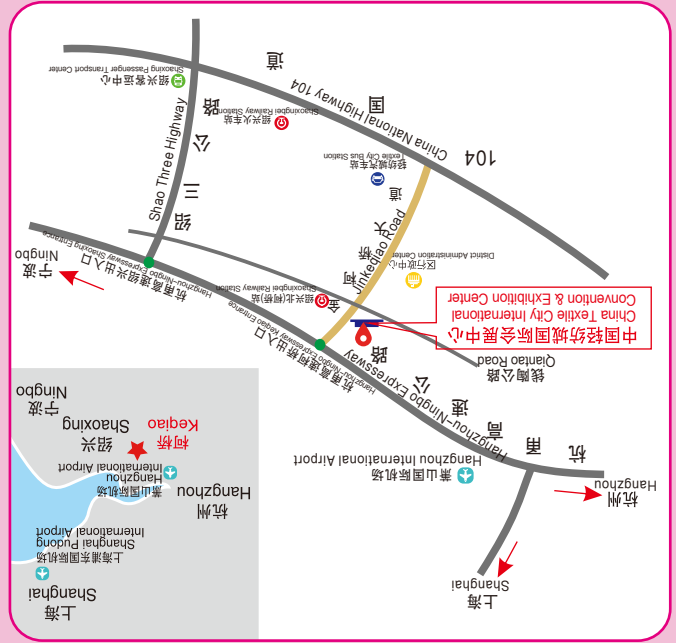 上海
Shanghai
杭州
Hangzhou
萧山国际机场
Hangzhou International Airport
杭甬高速公路
Hangzhou-Ningbo Expressway
钱陶公路
Qiantao Road
中国轻纺城国际会展中心
China Textile City International
Convention & Exhibition Center
杭甬高速柯桥出入口
Hangzhou-Ningbo Expressway Keqiao Entrance
绍兴北(柯桥)站
Shaoxingbei Railway Station
区行政中心
District Administration Center
金柯桥大道
Jinkeqiao Road
杭甬高速绍兴出入口
Hangzhou-Ningbo Expressway Shaoxing Entrance
宁波
Ningbo
绍三公路
Shao Three Highway
轻纺城汽车站
Textile City Bus Station
104国道
China National Highway 104
绍兴火车站
Shaoxingbei Railway Station
绍兴客运中心
Shaoxing Passenger Transport Center
上海
Shanghai
上海浦东国际机场
Shanghai Pudong
International Airport
杭州
Hangzhou
萧山国际机场
Hangzhou
International Airport
柯桥
Keqiao
绍兴
Shaoxing
宁波
Ningbo